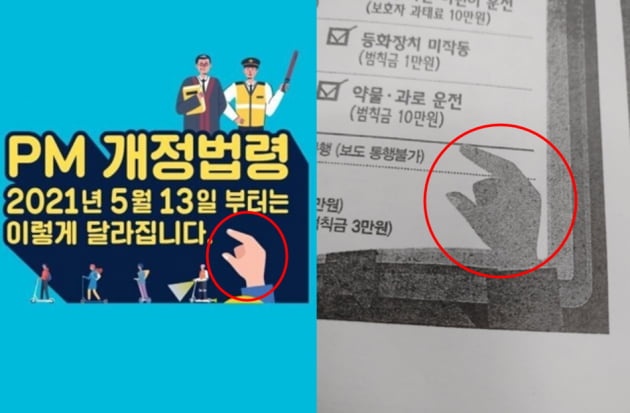 PM 개정법령
2021년 5월 13일 부터는
이렇게 달라집니다.
운전
(보호자 과태료 10만원)
등화장치 미작동
(범칙금 1만원)
약물·과로 운전
(범칙금 10만원)
행 (보도 통행불가)
만원)
칙금 3만원)